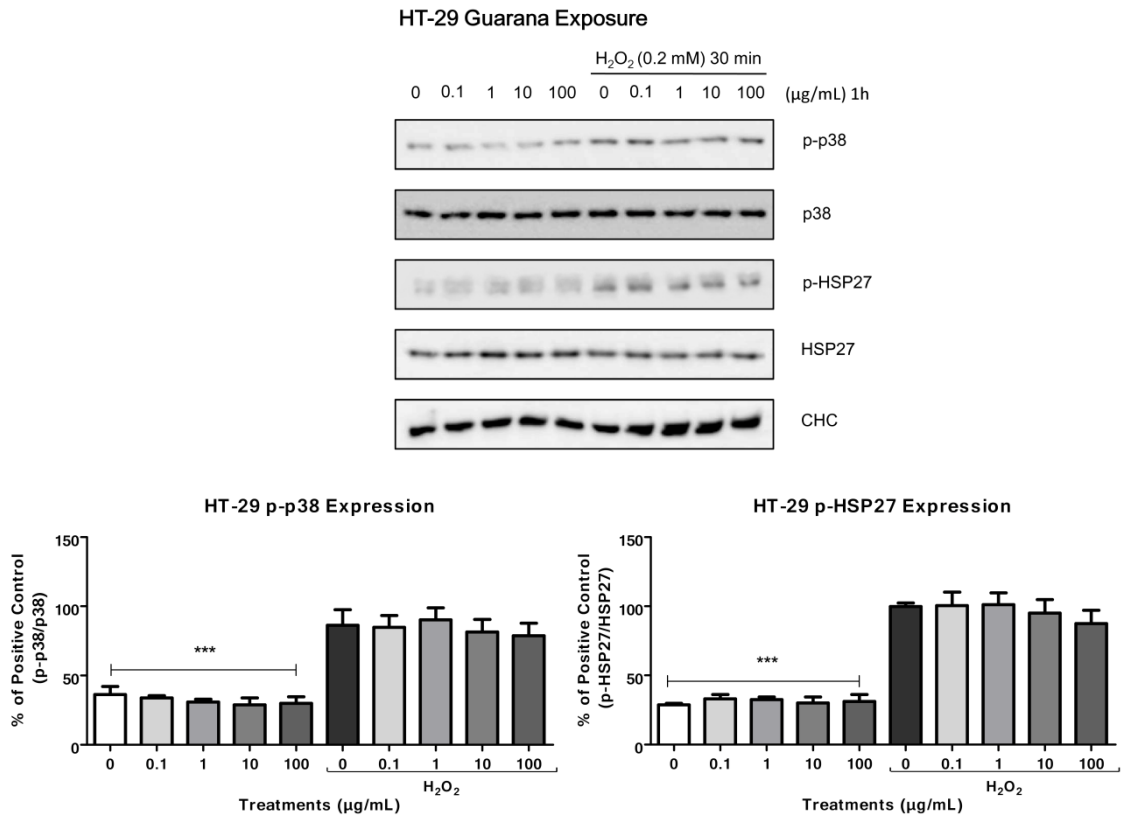 HT-29 Guarana Exposure
H₂O₂ (0.2 mM) 30 min
0 0.1 1 10 100 0 0.1 1 10 100 (µg/mL) 1h
p-p38
p38
p-HSP27
HSP27
CHC
HT-29 p-p38 Expression
% of Positive Control
(p-p38/p38)
150
100
50
0
***
0 0.1 1 10 100 0 0.1 1 10 100
H₂O₂
Treatments (µg/mL)
HT-29 p-HSP27 Expression
% of Positive Control
(p-HSP27/HSP27)
150
100
50
0
***
0 0.1 1 10 100 0 0.1 1 10 100
H₂O₂
Treatments (µg/mL)